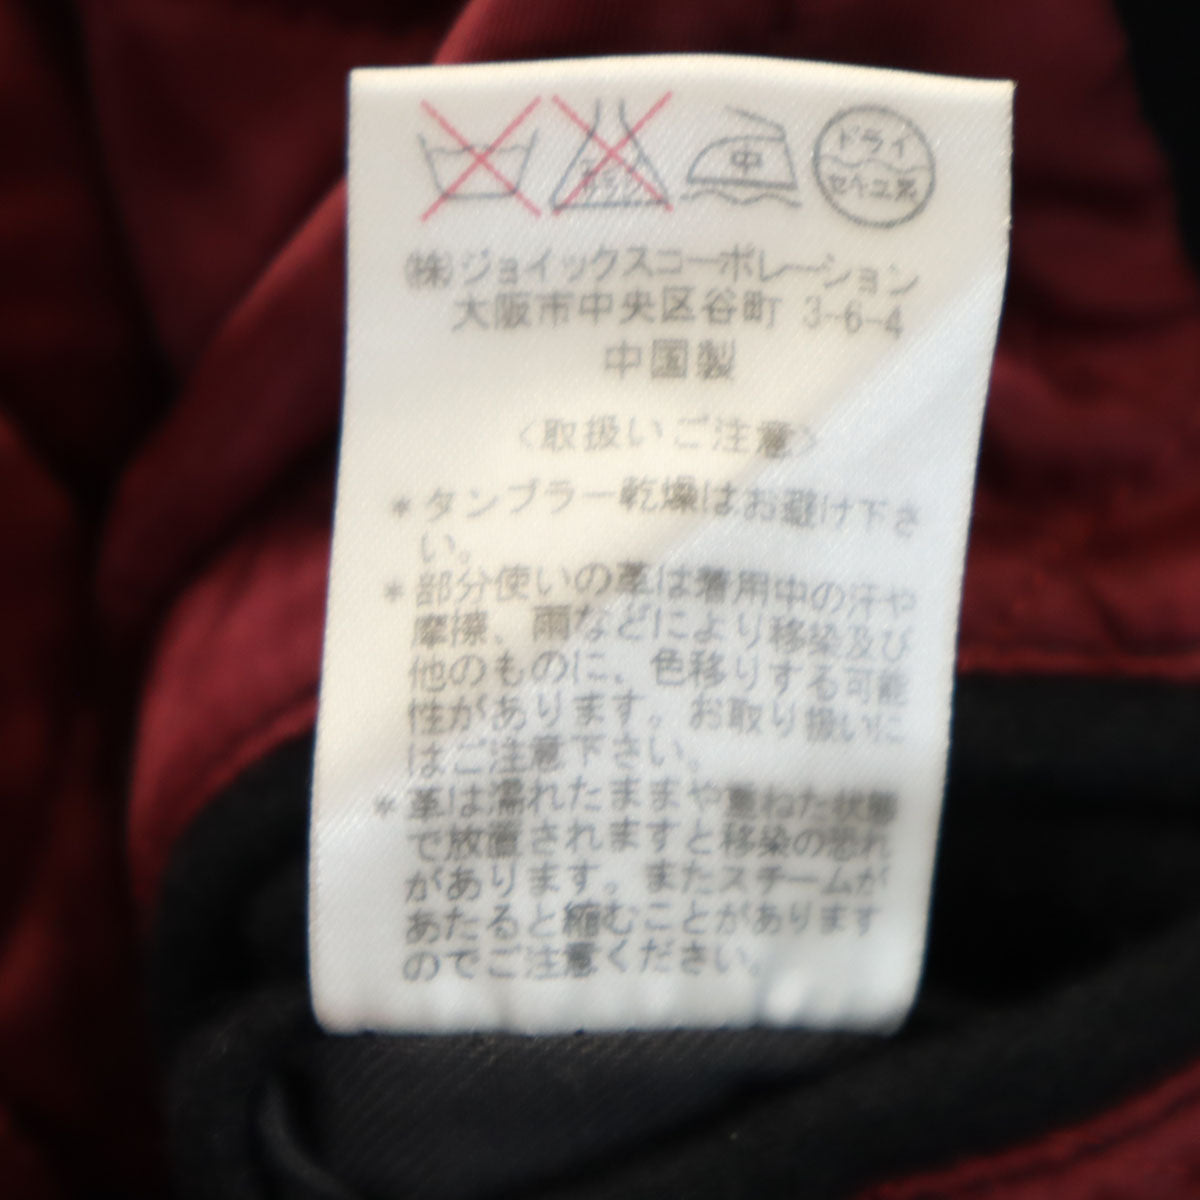 中
ドライ
セキユ系
㈱ジョイックスコーポレーション
大阪市中央区谷町 3-6-4
中国製
〈取扱いご注意〉
*タンブラー乾燥はお避け下さ
い。
*部分使いの革は着用中の汗や
摩擦、雨などにより移染及び
他のものに、色移りする可能
性があります。お取り扱いに
はご注意下さい。
*革は濡れたままや重ねた状態
で放置されますと移染の恐れ
があります。またスチームが
あたると縮むことがあります
のでご注意ください。